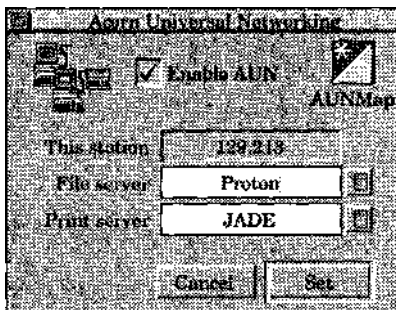 Acorn Universal Networking
Enable AUN
AUNMap
This station 129.213
File server Proton
Print server JADE
Cancel Set